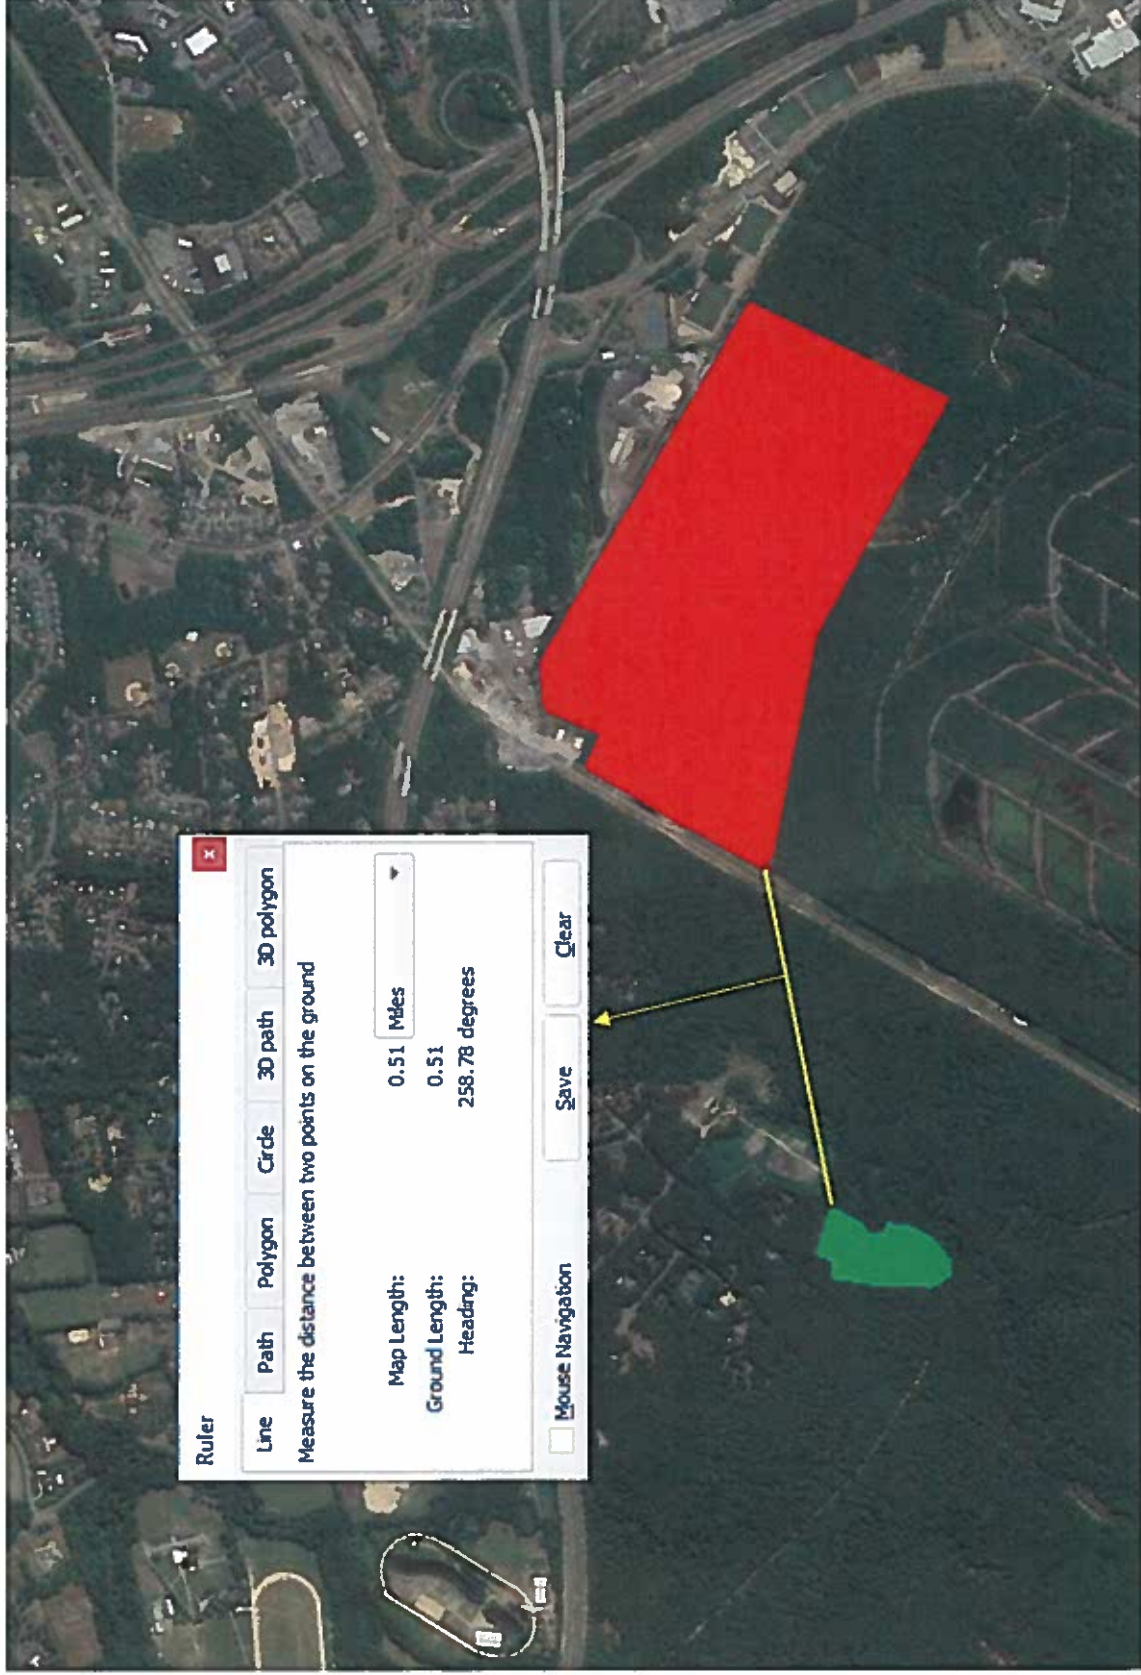 Ruler
Line Path Polygon Circle 3D path 3D polygon
Measure the distance between two points on the ground
Map Length: 0.51 Miles
Ground Length: 0.51
Heading: 258.78 degrees
Mouse Navigation Save Clear